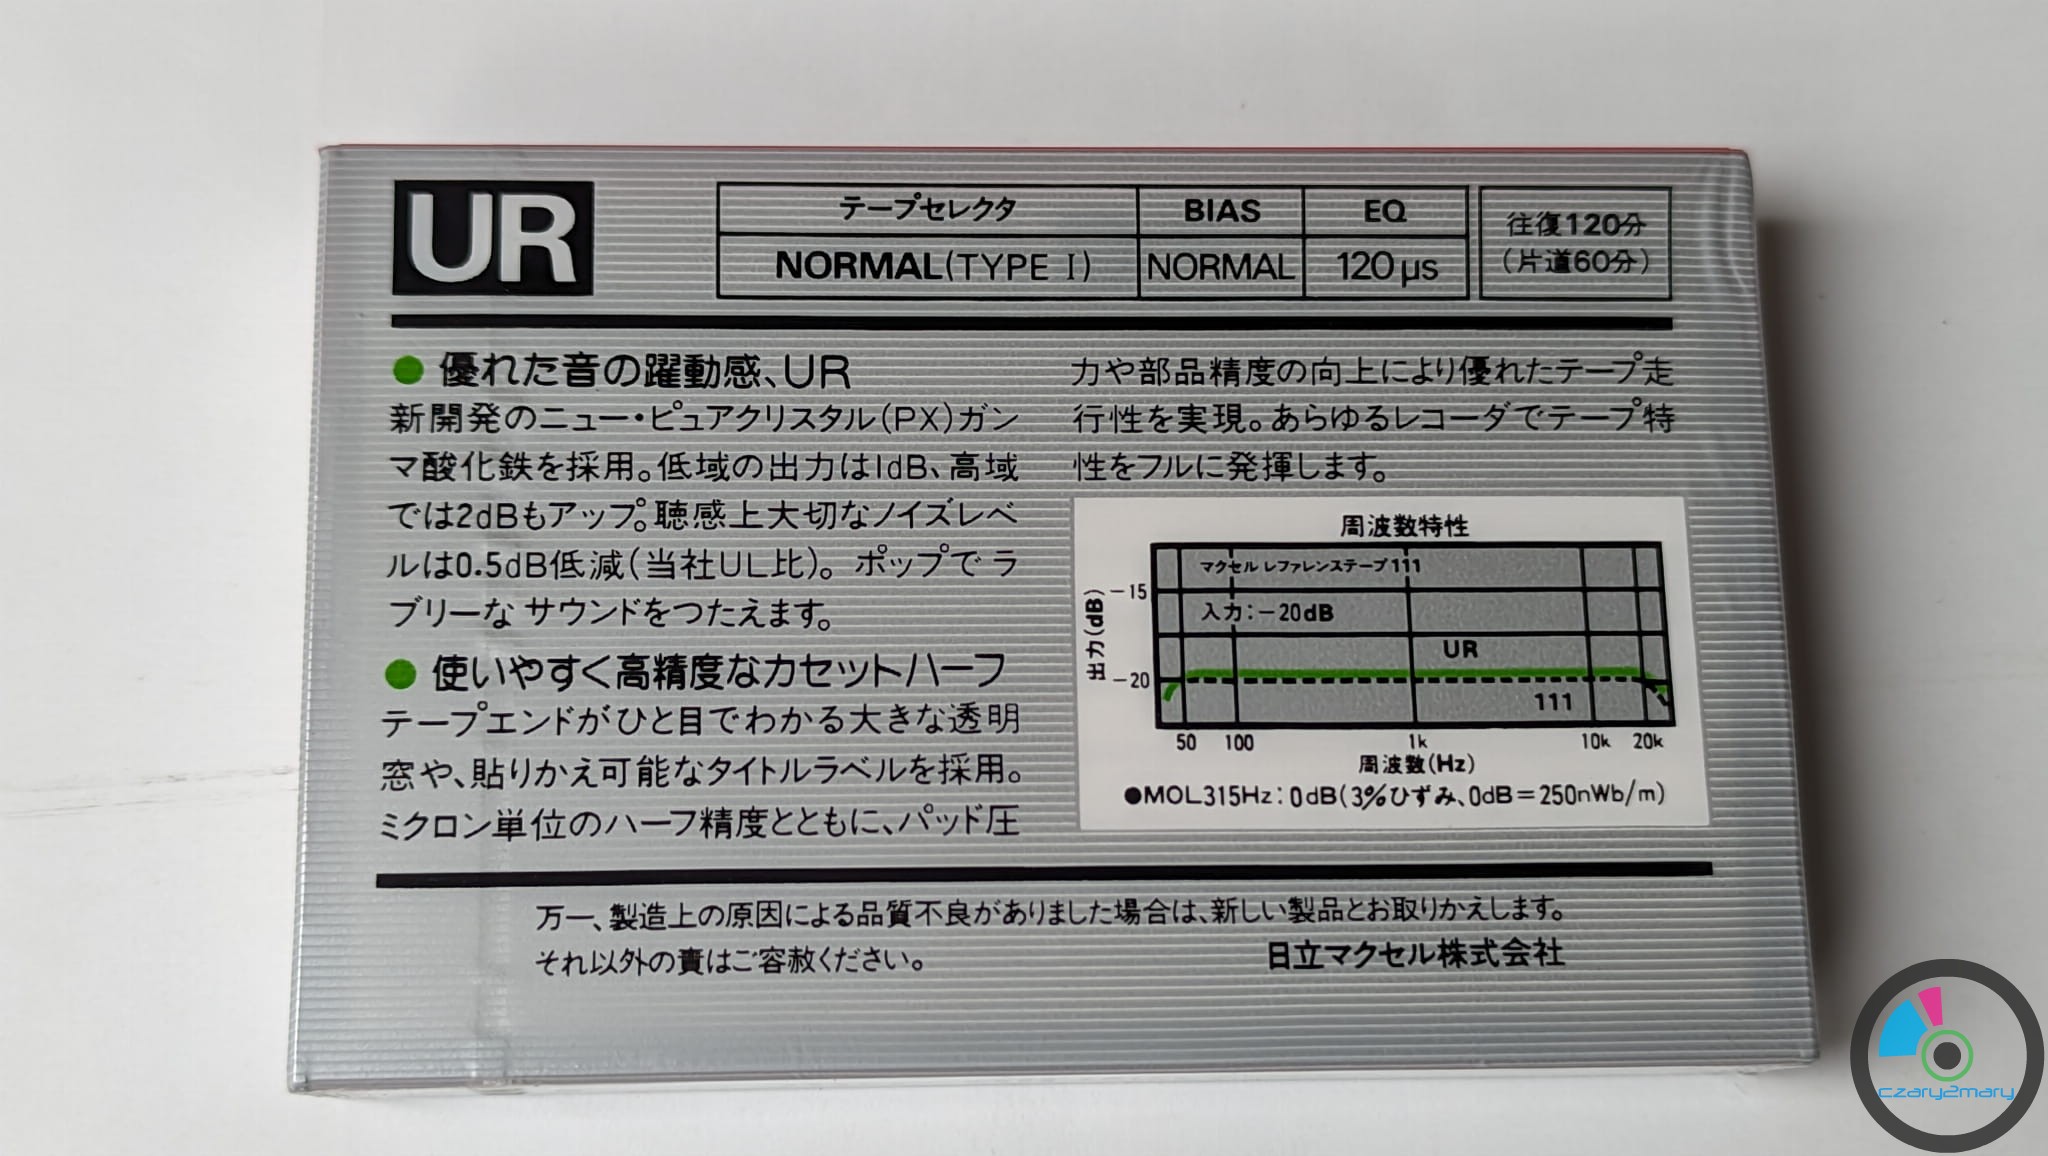 UR
テープセレクタ BIAS EQ
NORMAL(TYPE I) NORMAL 120μs
往復120分
(片道60分)
● 優れた音の躍動感、UR
新開発のニュー・ピュアクリスタル(PX)ガン
マ酸化鉄を採用。低域の出力は1dB、高域
では2dBもアップ。聴感上大切なノイズレベ
ルは0.5dB低減(当社UL比)。ポップでラ
ブリーなサウンドをつたえます。
● 使いやすく高精度なカセットハーフ
テープエンドがひと目でわかる大きな透明
窓や、貼りかえ可能なタイトルラベルを採用。
ミクロン単位のハーフ精度とともに、パッド圧
力や部品精度の向上により優れたテープ走
行性を実現。あらゆるレコーダでテープ特
性をフルに発揮します。
周波数特性
マクセル レファレンステープ111
入力:−20dB
出力(dB)
−15
−20
UR
111
50 100 1k 10k 20k
周波数(Hz)
●MOL315Hz:0dB(3%ひずみ、0dB=250nWb/m)
万一、製造上の原因による品質不良がありました場合は、新しい製品とお取りかえします。
それ以外の責はご容赦ください。
日立マクセル株式会社
czary2mary